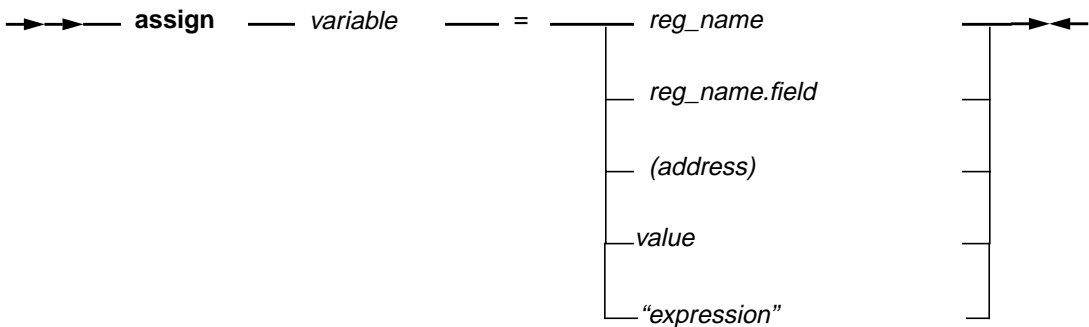 assign variable = reg_name
reg_name.field
(address)
value
“expression”